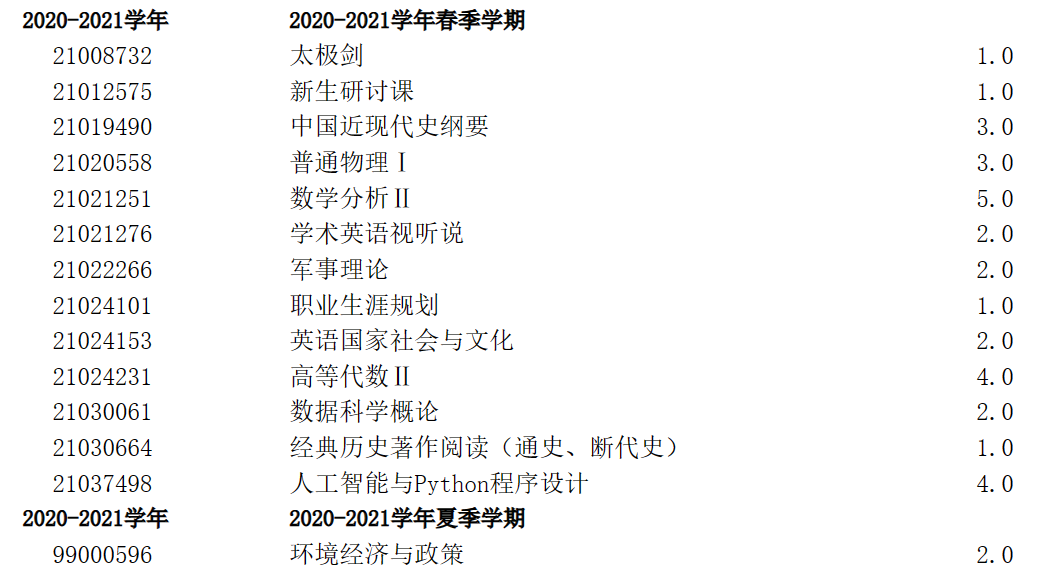 2020-2021学年 2020-2021学年春季学期
21008732 太极剑 1.0
21012575 新生研讨课 1.0
21019490 中国近现代史纲要 3.0
21020558 普通物理Ⅰ 3.0
21021251 数学分析Ⅱ 5.0
21021276 学术英语视听说 2.0
21022266 军事理论 2.0
21024101 职业生涯规划 1.0
21024153 英语国家社会与文化 2.0
21024231 高等代数Ⅱ 4.0
21030061 数据科学概论 2.0
21030664 经典历史著作阅读（通史、断代史） 1.0
21037498 人工智能与Python程序设计 4.0
2020-2021学年 2020-2021学年夏季学期
99000596 环境经济与政策 2.0